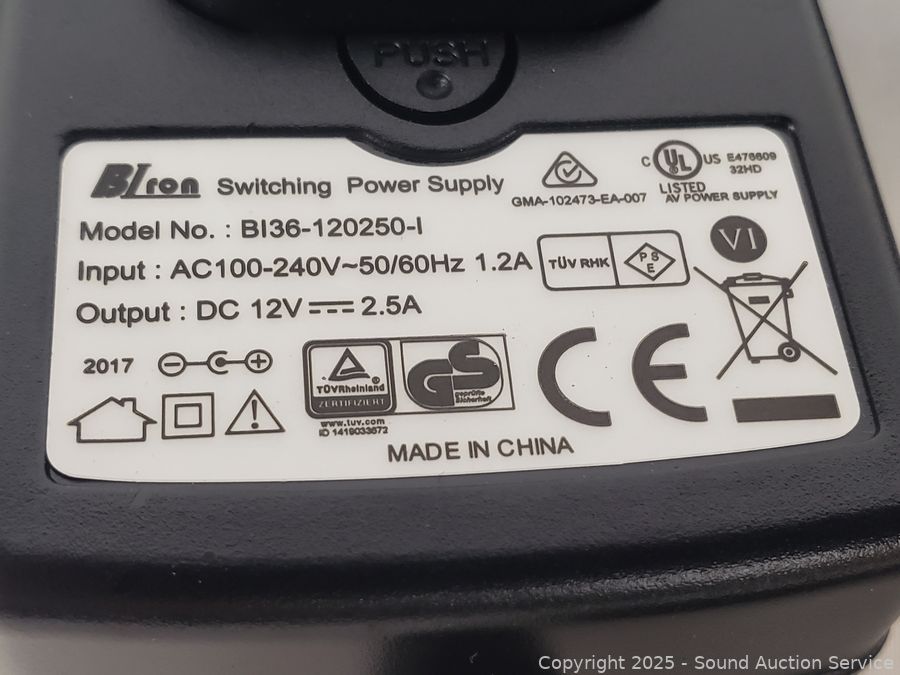 PUSH
BIron Switching Power Supply
GMA-102473-EA-007
C UL US E476609
32HD
LISTED
AV POWER SUPPLY
Model No. : BI36-120250-I
VI
Input : AC100-240V~50/60Hz 1.2A
TÜV RHK
P S
E
Output : DC 12V 2.5A
2017
TÜVRheinland
ZERTIFIZIERT
GS
geprüfte
Sicherheit
CE
www.tuv.com
ID 1419033672
MADE IN CHINA
Copyright 2025 - Sound Auction Service